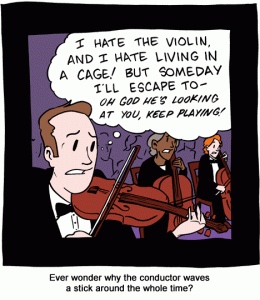 I HATE THE VIOLIN,
AND I HATE LIVING IN
A CAGE! BUT SOMEDAY
I'LL ESCAPE TO-
OH GOD HE'S LOOKING
AT YOU, KEEP PLAYING!
Ever wonder why the conductor waves
a stick around the whole time?